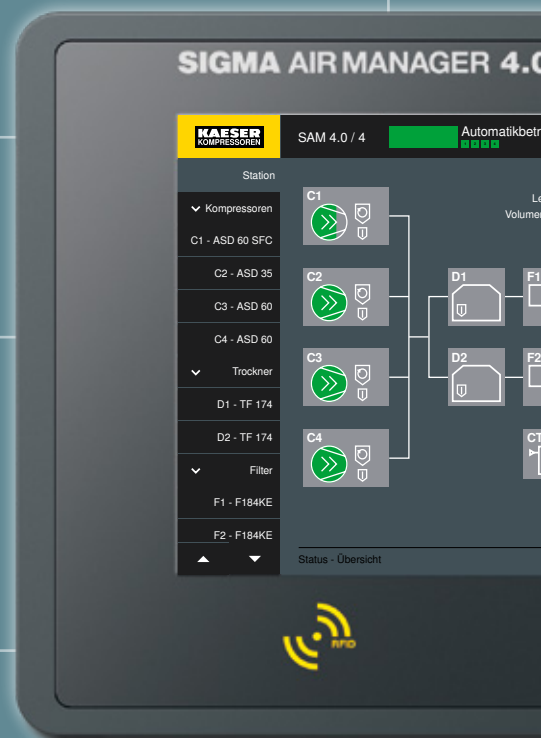 SIGMA AIR MANAGER 4.0
KAESER
KOMPRESSOREN
SAM 4.0 / 4
Station
Kompressoren
C1 - ASD 60 SFC
C2 - ASD 35
C3 - ASD 60
C4 - ASD 60
Trockner
D1 - TF 174
D2 - TF 174
Filter
F1 - F184KE
F2 - F184KE
C1
C2
D1
F1
C3
D2
F2
C4
Status - Übersicht
RFID